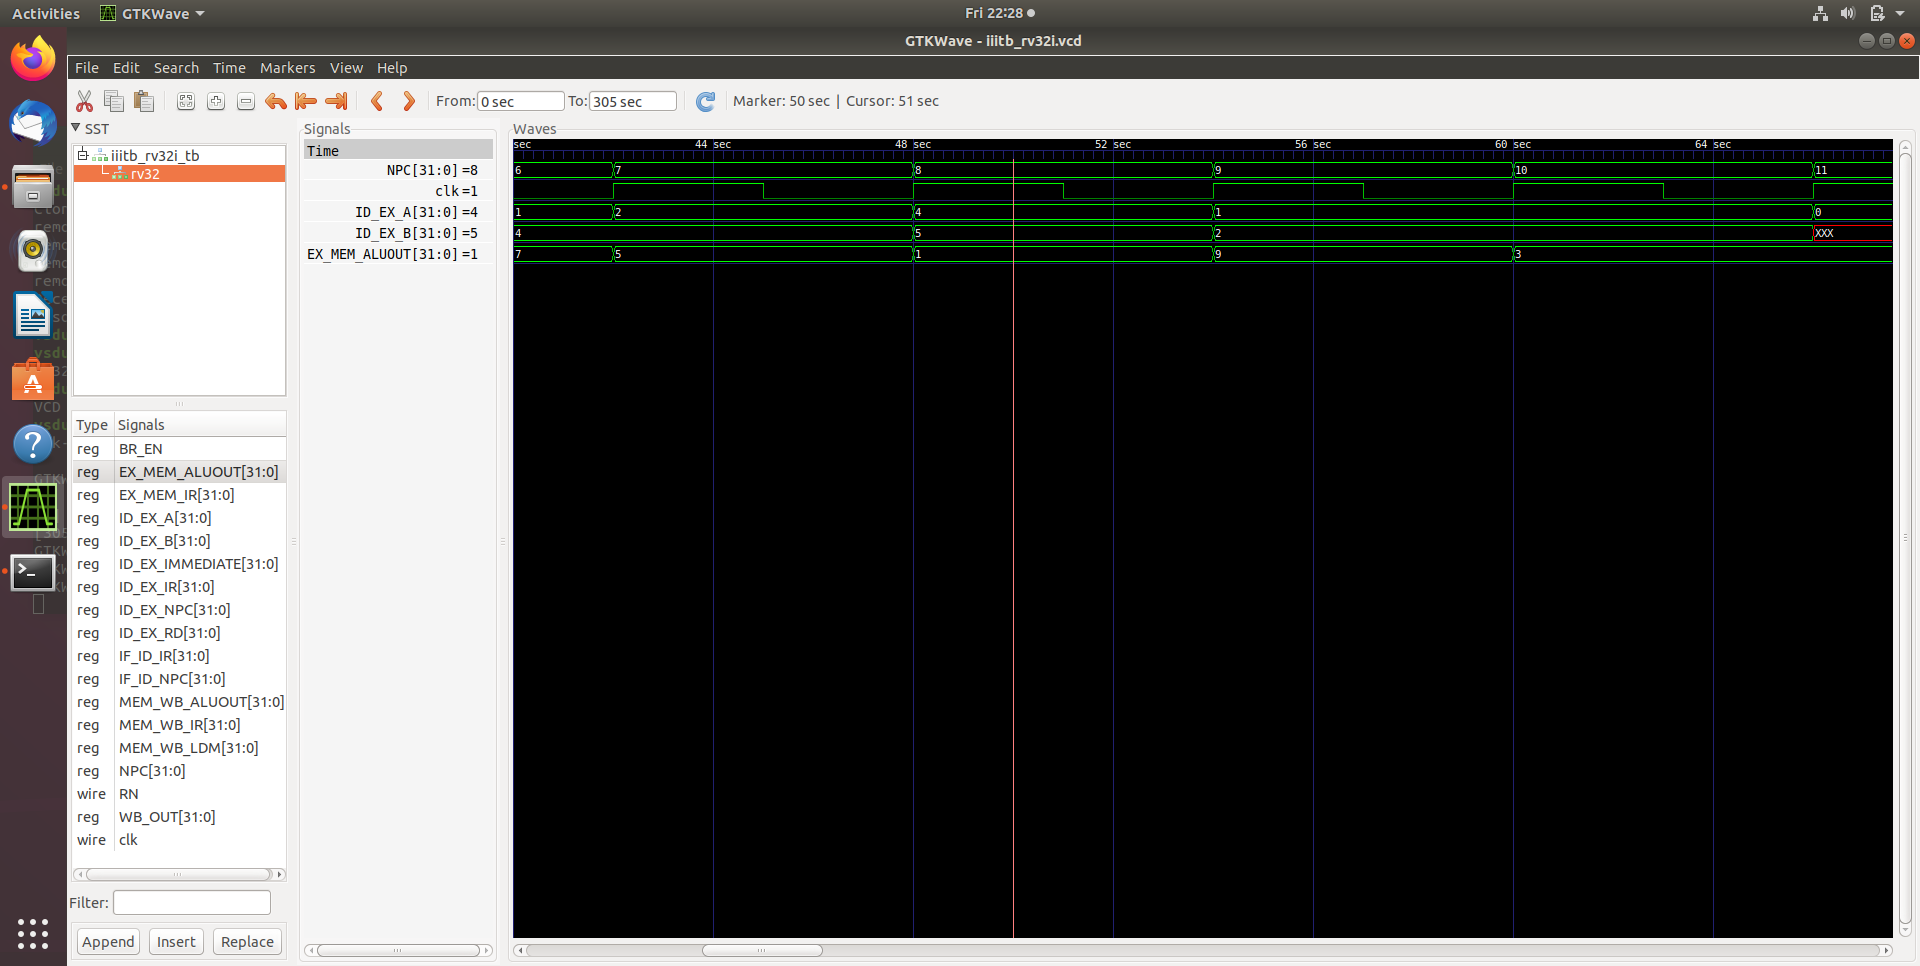 Activities GTKWave Fri 22:28
GTKWave - iiitb_rv32i.vcd
File Edit Search Time Markers View Help
From: 0 sec To: 305 sec Marker: 50 sec | Cursor: 51 sec
SST
iiitb_rv32i_tb
rv32
Type Signals
reg BR_EN
reg EX_MEM_ALUOUT[31:0]
reg EX_MEM_IR[31:0]
reg ID_EX_A[31:0]
reg ID_EX_B[31:0]
reg ID_EX_IMMEDIATE[31:0]
reg ID_EX_IR[31:0]
reg ID_EX_NPC[31:0]
reg ID_EX_RD[31:0]
reg IF_ID_IR[31:0]
reg IF_ID_NPC[31:0]
reg MEM_WB_ALUOUT[31:0]
reg MEM_WB_IR[31:0]
reg MEM_WB_LDM[31:0]
reg NPC[31:0]
wire RN
reg WB_OUT[31:0]
wire clk
Filter:
Append Insert Replace
Signals
Time
NPC[31:0] =8
clk =1
ID_EX_A[31:0] =4
ID_EX_B[31:0] =5
EX_MEM_ALUOUT[31:0] =1
Waves
sec 44 sec 48 sec 52 sec 56 sec 60 sec 64 sec
6 7 8 9 10 11
1 2 4 1 0
4 5 2 XXX
7 5 1 9 3